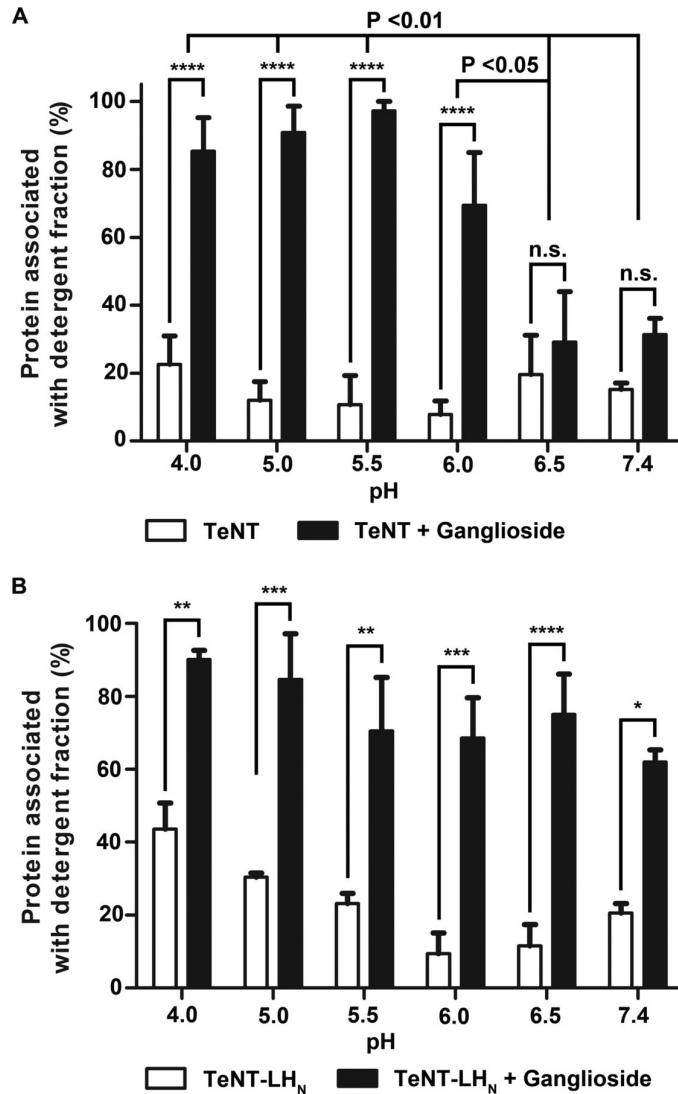 A
P <0.01
**** **** **** P <0.05
****
n.s. n.s.
Protein associated
with detergent fraction (%)
100
80
60
40
20
0
4.0 5.0 5.5 6.0 6.5 7.4
pH
TeNT TeNT + Ganglioside
B
** *** ** *** **** *
Protein associated
with detergent fraction (%)
100
80
60
40
20
0
4.0 5.0 5.5 6.0 6.5 7.4
pH
TeNT-LHN TeNT-LHN + Ganglioside